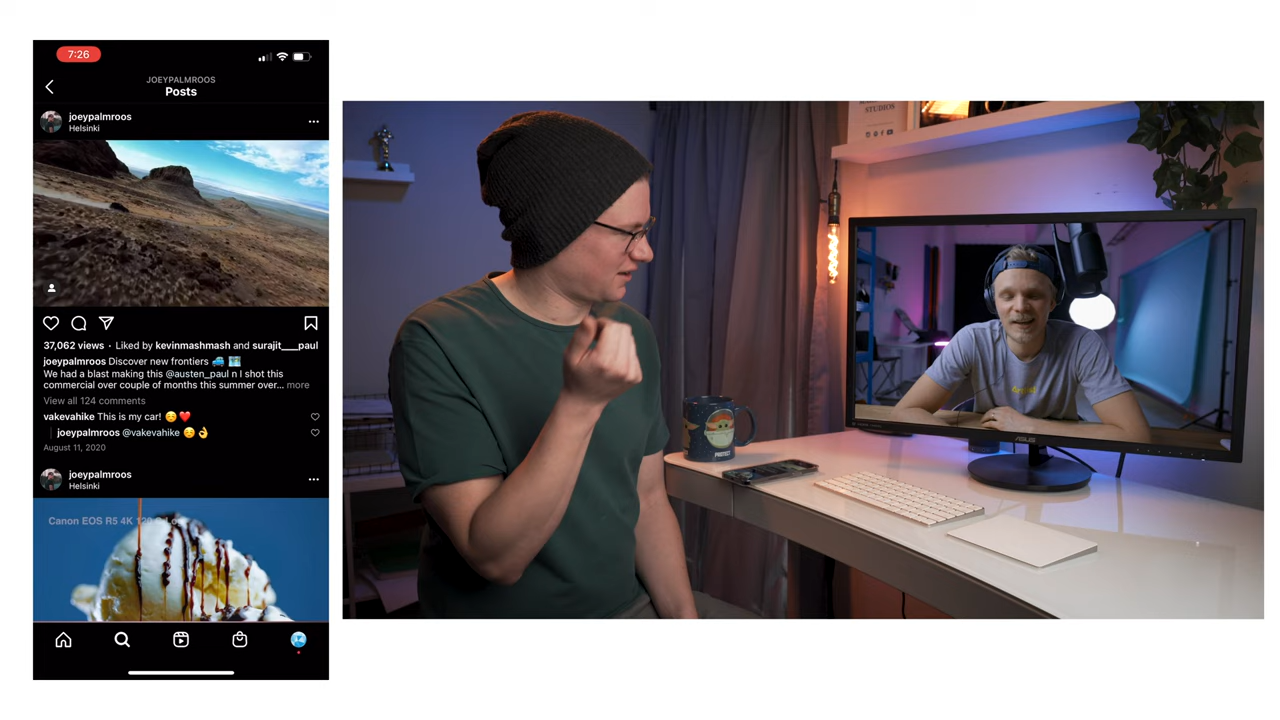 7:26
JOEYPALMROOS
Posts
joeypalmroos
Helsinki
37,062 views · Liked by kevinmashmash and surajit___paul
joeypalmroos Discover new frontiers
We had a blast making this @austen_paul n I shot this
commercial over couple of months this summer over... more
View all 124 comments
vakevahike This is my car!
joeypalmroos @vakevahike
August 11, 2020
joeypalmroos
Helsinki
Canon EOS R5 4K 120
STUDIOS
PROTECT
ASUS